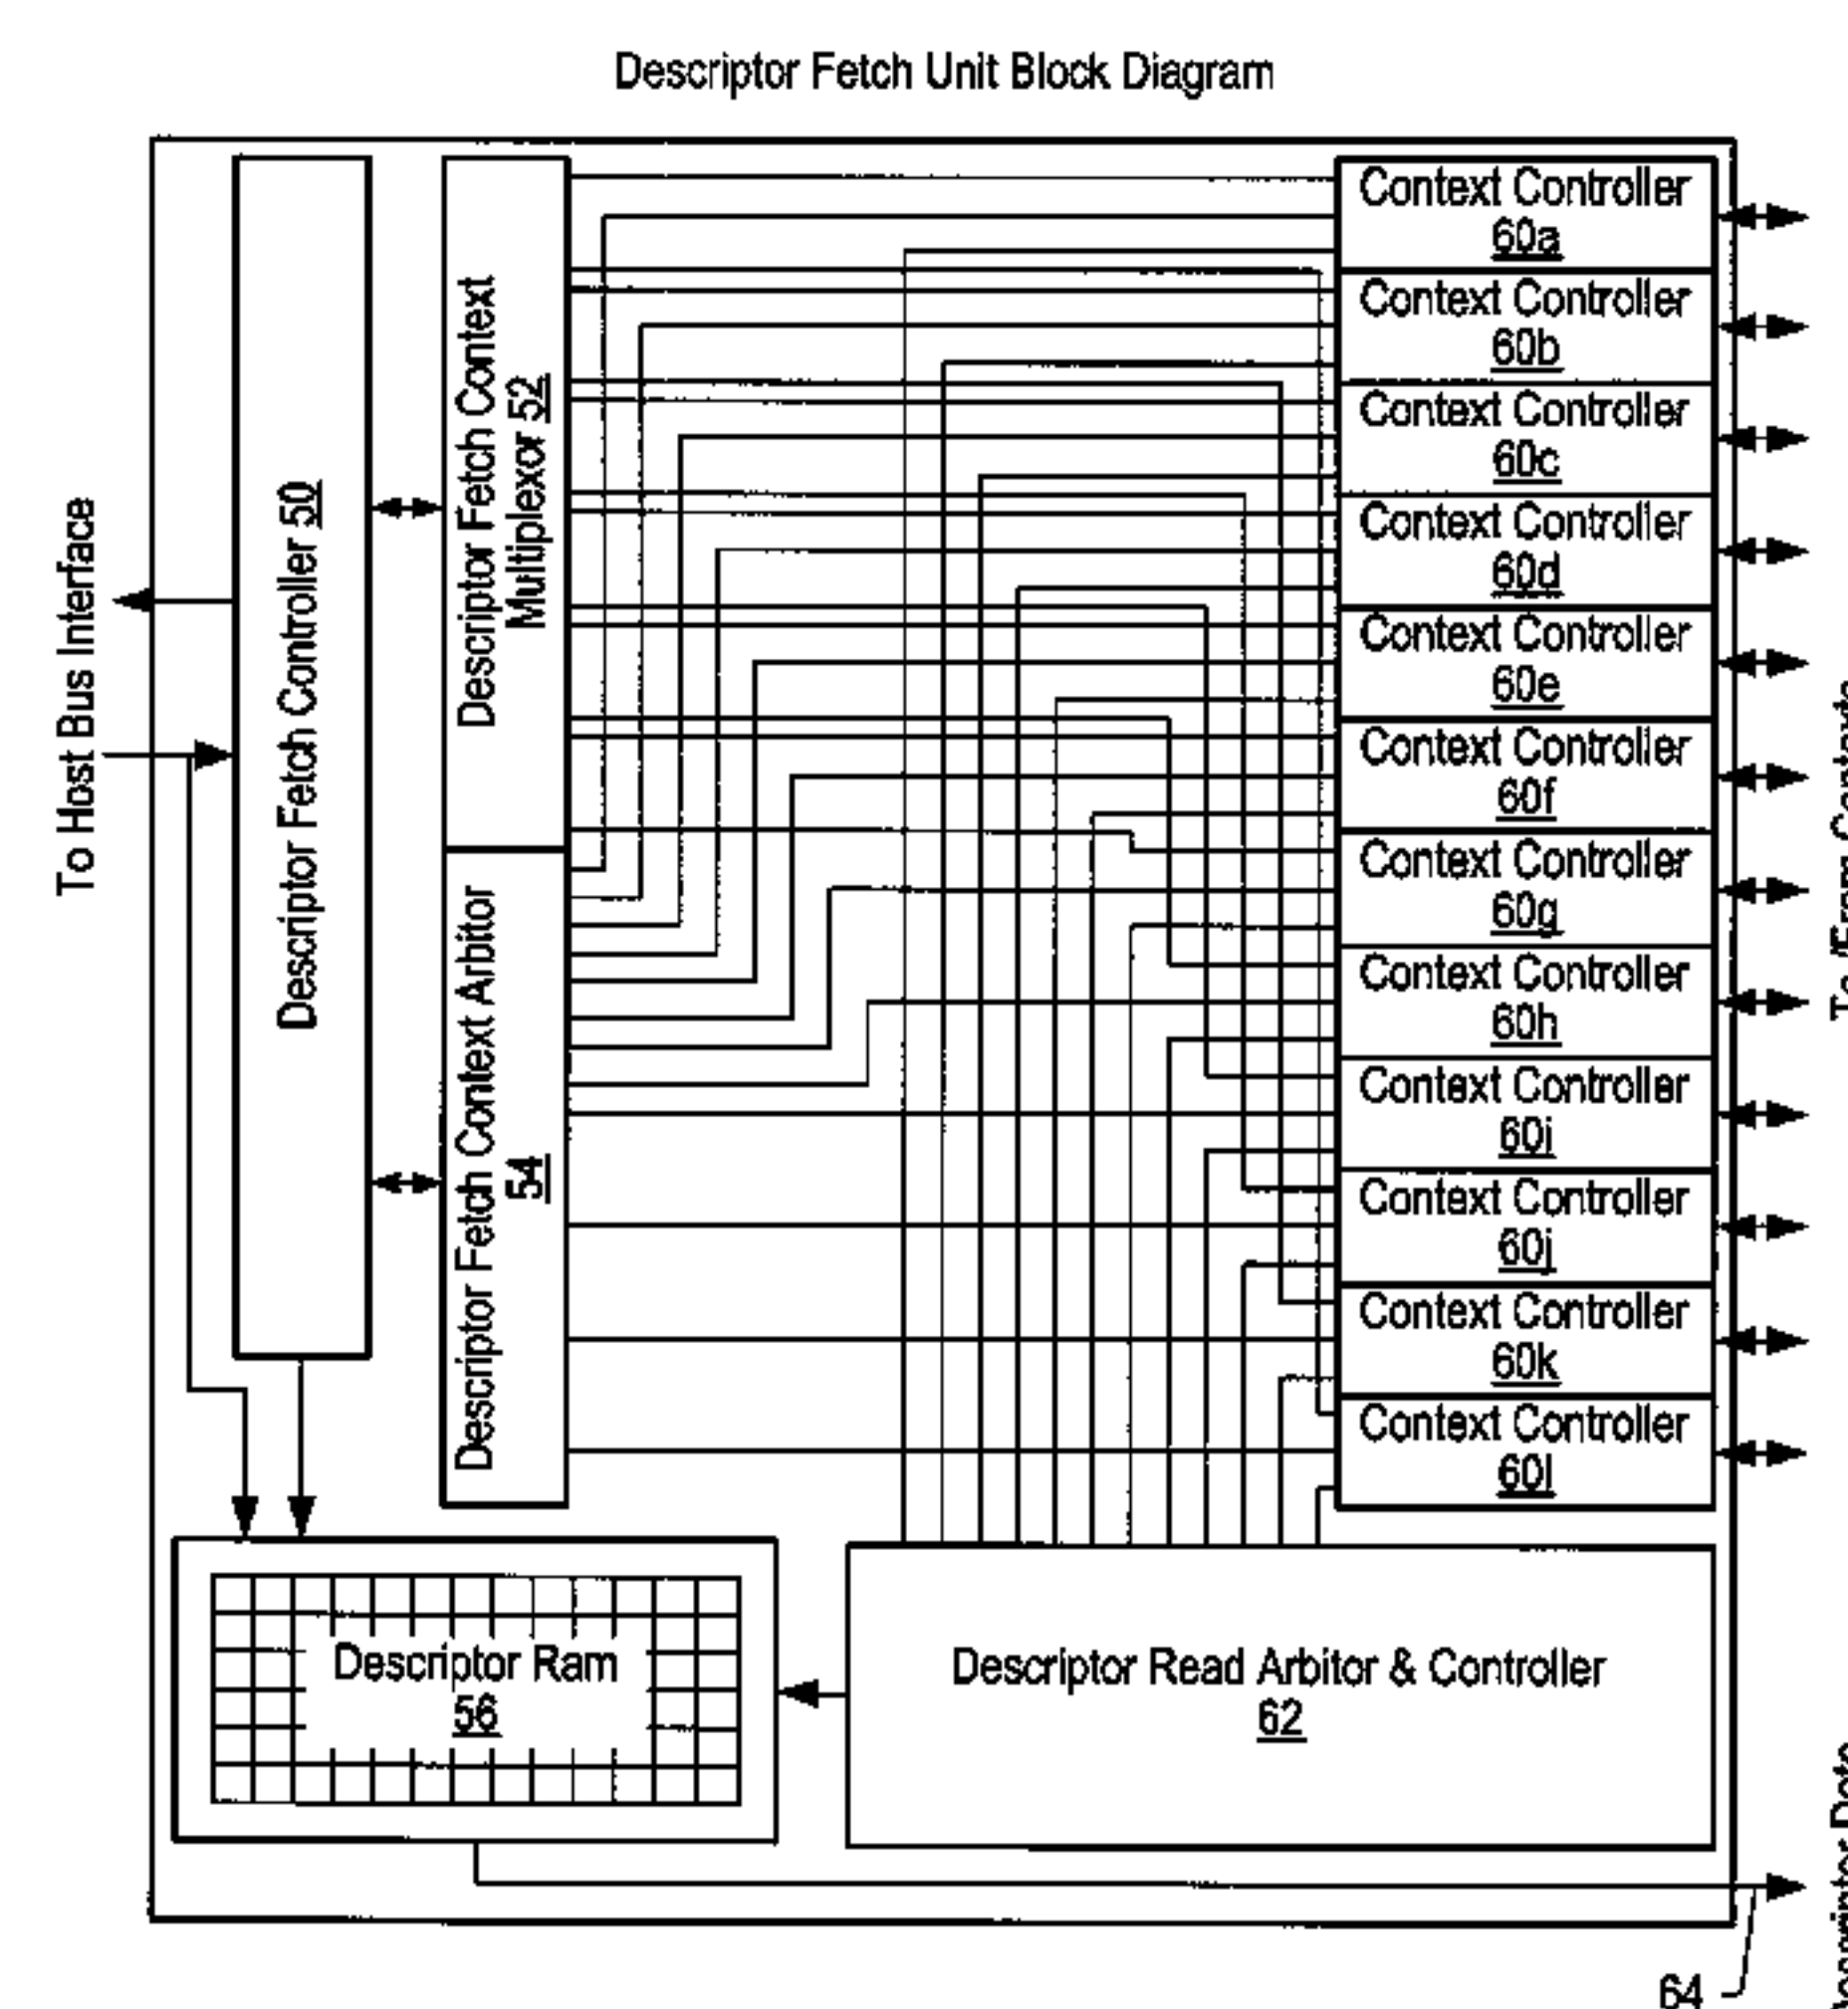 Descriptor Fetch Unit Block Diagram
To Host Bus Interface
Descriptor Fetch Controller 50
Descriptor Fetch Context
Multiplexor 52
Descriptor Fetch Context Arbitor
54
Context Controller
60a
Context Controller
60b
Context Controller
60c
Context Controller
60d
Context Controller
60e
Context Controller
60f
Context Controller
60g
Context Controller
60h
Context Controller
60i
Context Controller
60j
Context Controller
60k
Context Controller
60l
Descriptor Ram
56
Descriptor Read Arbitor & Controller
62
64